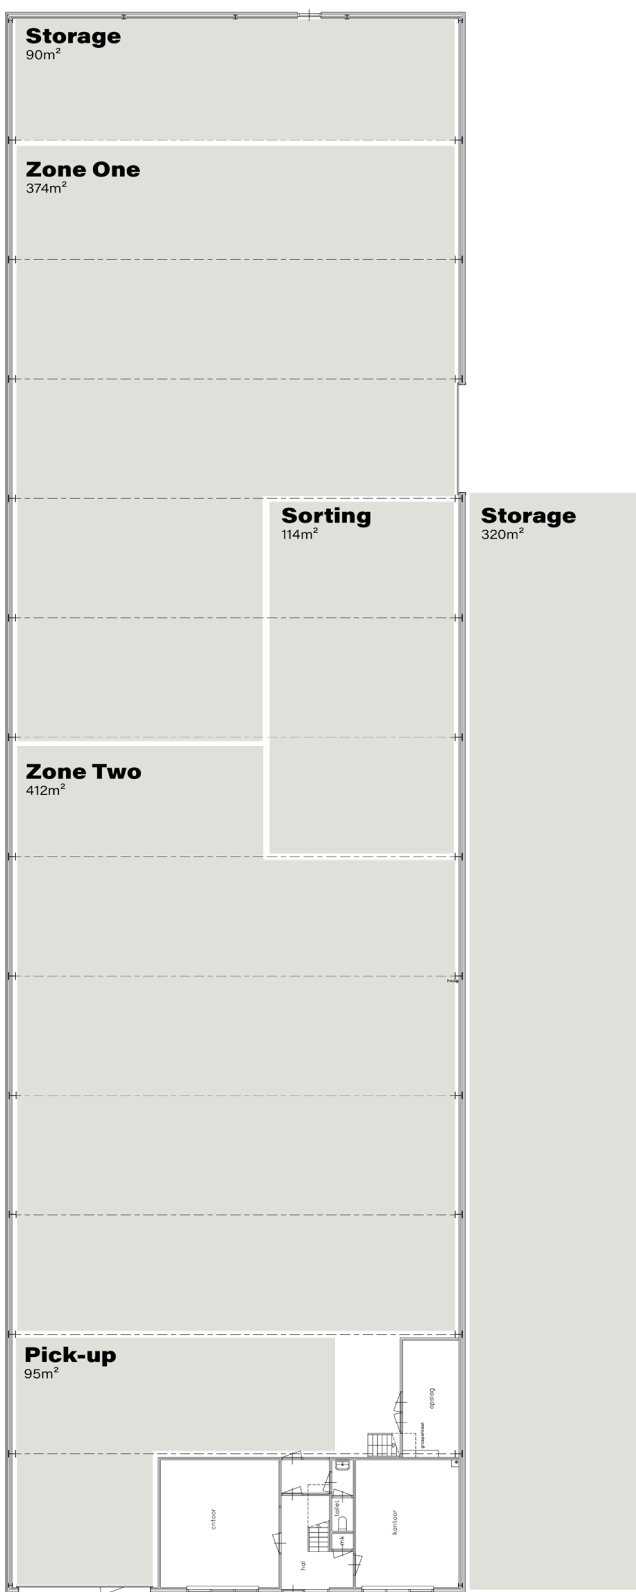 Storage
90m²
Zone One
374m²
Sorting
114m²
Storage
320m²
Zone Two
412m²
Pick-up
95m²
opslag
cntoor
toilet
kantoor
mk
hal